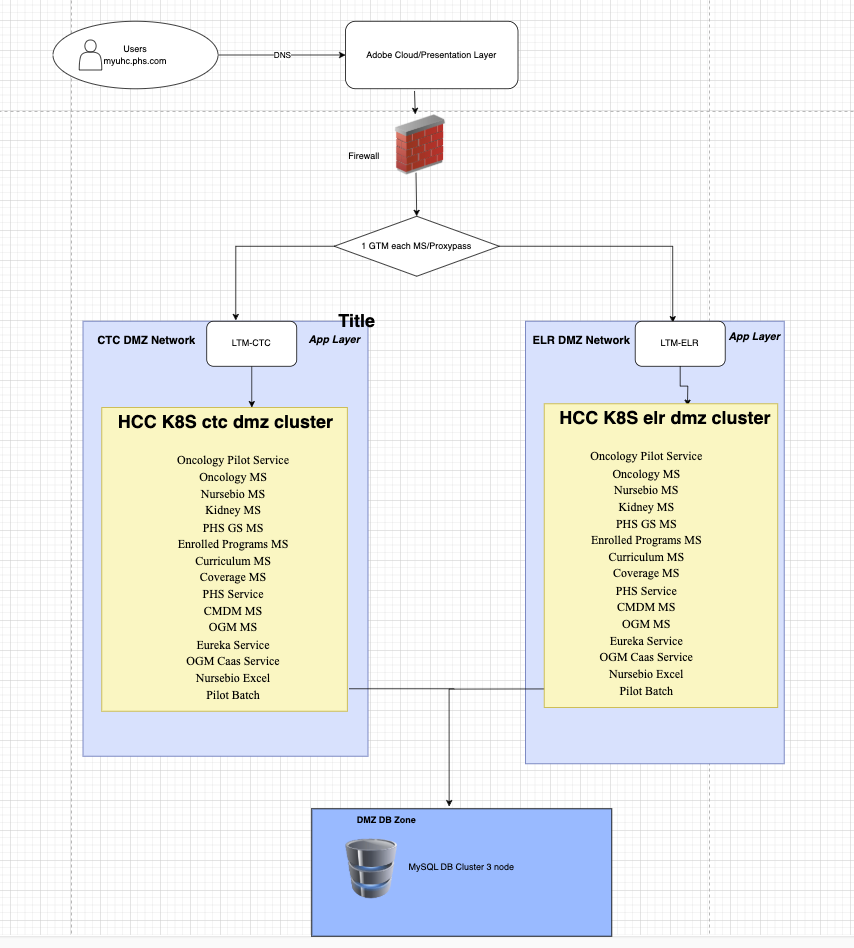 Users
myuhc.phs.com
DNS
Adobe Cloud/Presentation Layer
Firewall
1 GTM each MS/Proxypass
Title
CTC DMZ Network
LTM-CTC
App Layer
HCC K8S ctc dmz cluster
Oncology Pilot Service
Oncology MS
Nursebio MS
Kidney MS
PHS GS MS
Enrolled Programs MS
Curriculum MS
Coverage MS
PHS Service
CMDM MS
OGM MS
Eureka Service
OGM Caas Service
Nursebio Excel
Pilot Batch
ELR DMZ Network
LTM-ELR
App Layer
HCC K8S elr dmz cluster
Oncology Pilot Service
Oncology MS
Nursebio MS
Kidney MS
PHS GS MS
Enrolled Programs MS
Curriculum MS
Coverage MS
PHS Service
CMDM MS
OGM MS
Eureka Service
OGM Caas Service
Nursebio Excel
Pilot Batch
DMZ DB Zone
MySQL DB Cluster 3 node